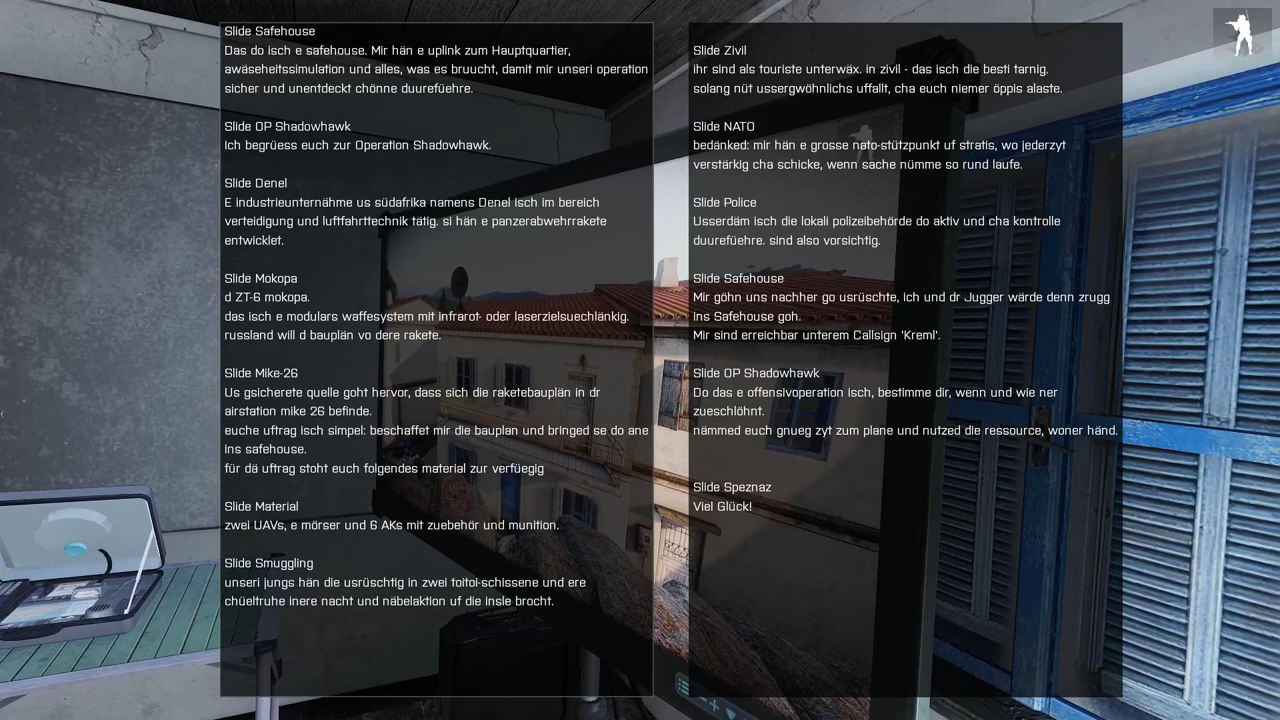 Slide Safehouse
Das do isch e safehouse. Mir hän e uplink zum Hauptquartier,
awäseheitssimulation und alles, was es bruucht, damit mir unseri operation
sicher und unentdeckt chönne duurefüehre.
Slide OP Shadowhawk
Ich begrüess euch zur Operation Shadowhawk.
Slide Denel
E industrieunternähme us südafrika namens Denel isch im bereich
verteidigung und luftfahrttechnik tätig. si hän e panzerabwehrrakete
entwicklet.
Slide Mokopa
d ZT-6 mokopa.
das isch e modulars waffesystem mit infrarot- oder laserzielsuechlänkig.
russland will d bauplän vo dere rakete.
Slide Mike-26
Us gsicherete quelle goht hervor, dass sich die raketebauplän in dr
airstation mike 26 befinde.
euche uftrag isch simpel: beschaffet mir die bauplan und bringed se do ane
ins safehouse.
für dä uftrag stoht euch folgendes material zur verfüegig
Slide Material
zwei UAVs, e mörser und 6 AKs mit zuebehör und munition.
Slide Smuggling
unseri jungs hän die usrüschtig in zwei toitoi-schissene und ere
chüeltruhe inere nacht und näbelaktion uf die insle brocht.
Slide Zivil
ihr sind als touriste unterwäx. in zivil - das isch die besti tarnig.
solang nüt ussergwöhnlichs uffallt, cha euch niemer öppis alaste.
Slide NATO
bedänked: mir hän e grosse nato-stützpunkt uf stratis, wo jederzyt
verstärkig cha schicke, wenn sache nümme so rund laufe.
Slide Police
Usserdäm isch die lokali polizeibehörde do aktiv und cha kontrolle
duurefüehre. sind also vorsichtig.
Slide Safehouse
Mir göhn uns nachher go usrüschte, ich und dr Jugger wärde denn zrugg
ins Safehouse goh.
Mir sind erreichbar unterem Callsign 'Kreml'.
Slide OP Shadowhawk
Do das e offensivoperation isch, bestimme dir, wenn und wie ner
zueschlöhnt.
nämmed euch gnueg zyt zum plane und nutzed die ressource, woner händ.
Slide Speznaz
Viel Glück!